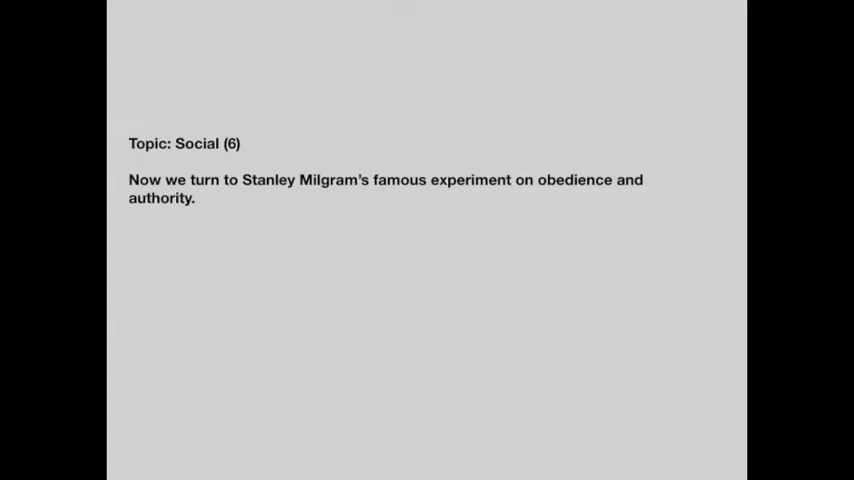 Topic: Social (6)
Now we turn to Stanley Milgram's famous experiment on obedience and
authority.